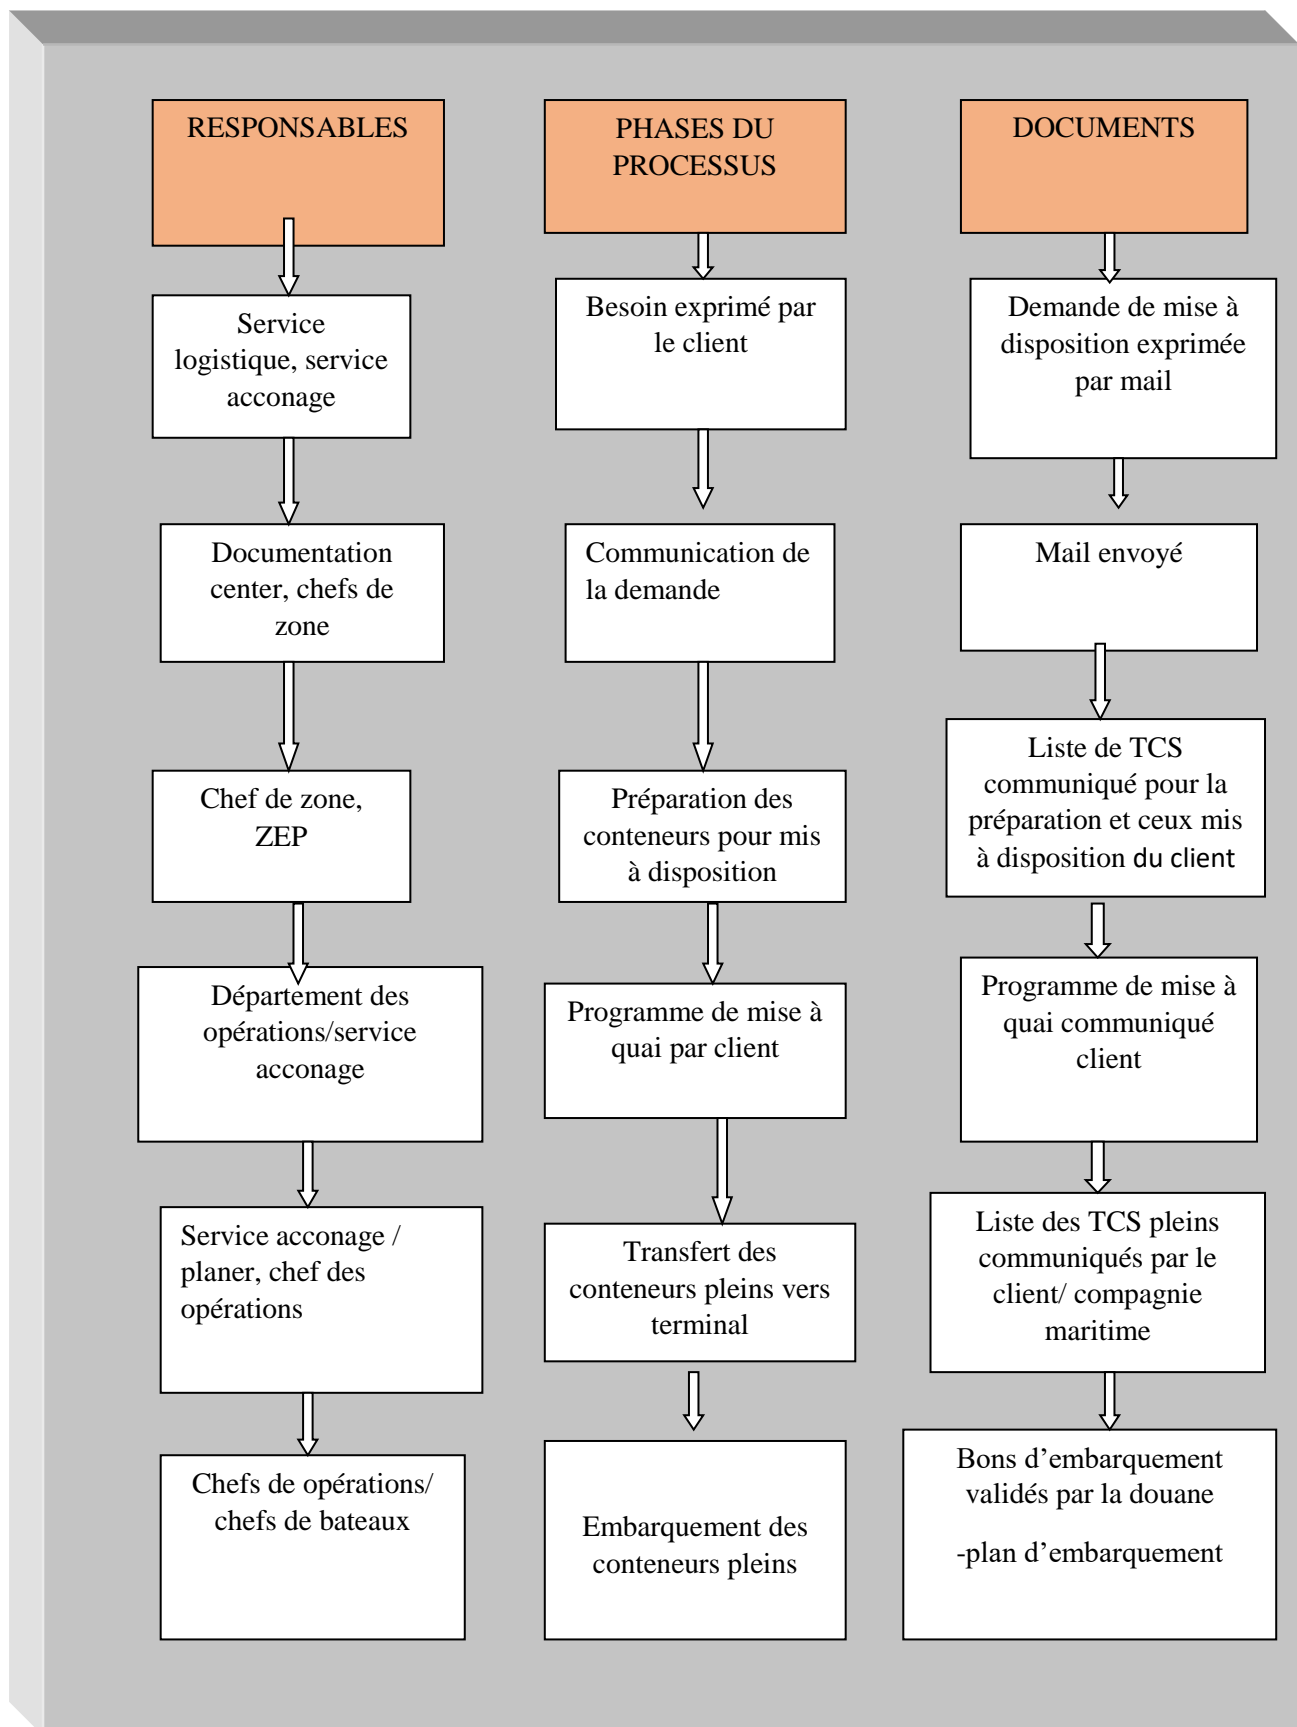 RESPONSABLES
Service
logistique, service
acconage
Documentation
center, chefs de
zone
Chef de zone,
ZEP
Département des
opérations/service
acconage
Service acconage /
planer, chef des
opérations
Chefs de opérations/
chefs de bateaux
PHASES DU
PROCESSUS
Besoin exprimé par
le client
Communication de
la demande
Préparation des
conteneurs pour mis
à disposition
Programme de mise à
quai par client
Transfert des
conteneurs pleins vers
terminal
Embarquement des
conteneurs pleins
DOCUMENTS
Demande de mise à
disposition exprimée
par mail
Mail envoyé
Liste de TCS
communiqué pour la
préparation et ceux mis
à disposition du client
Programme de mise à
quai communiqué
client
Liste des TCS pleins
communiqués par le
client/ compagnie
maritime
Bons d’embarquement
validés par la douane
-plan d’embarquement